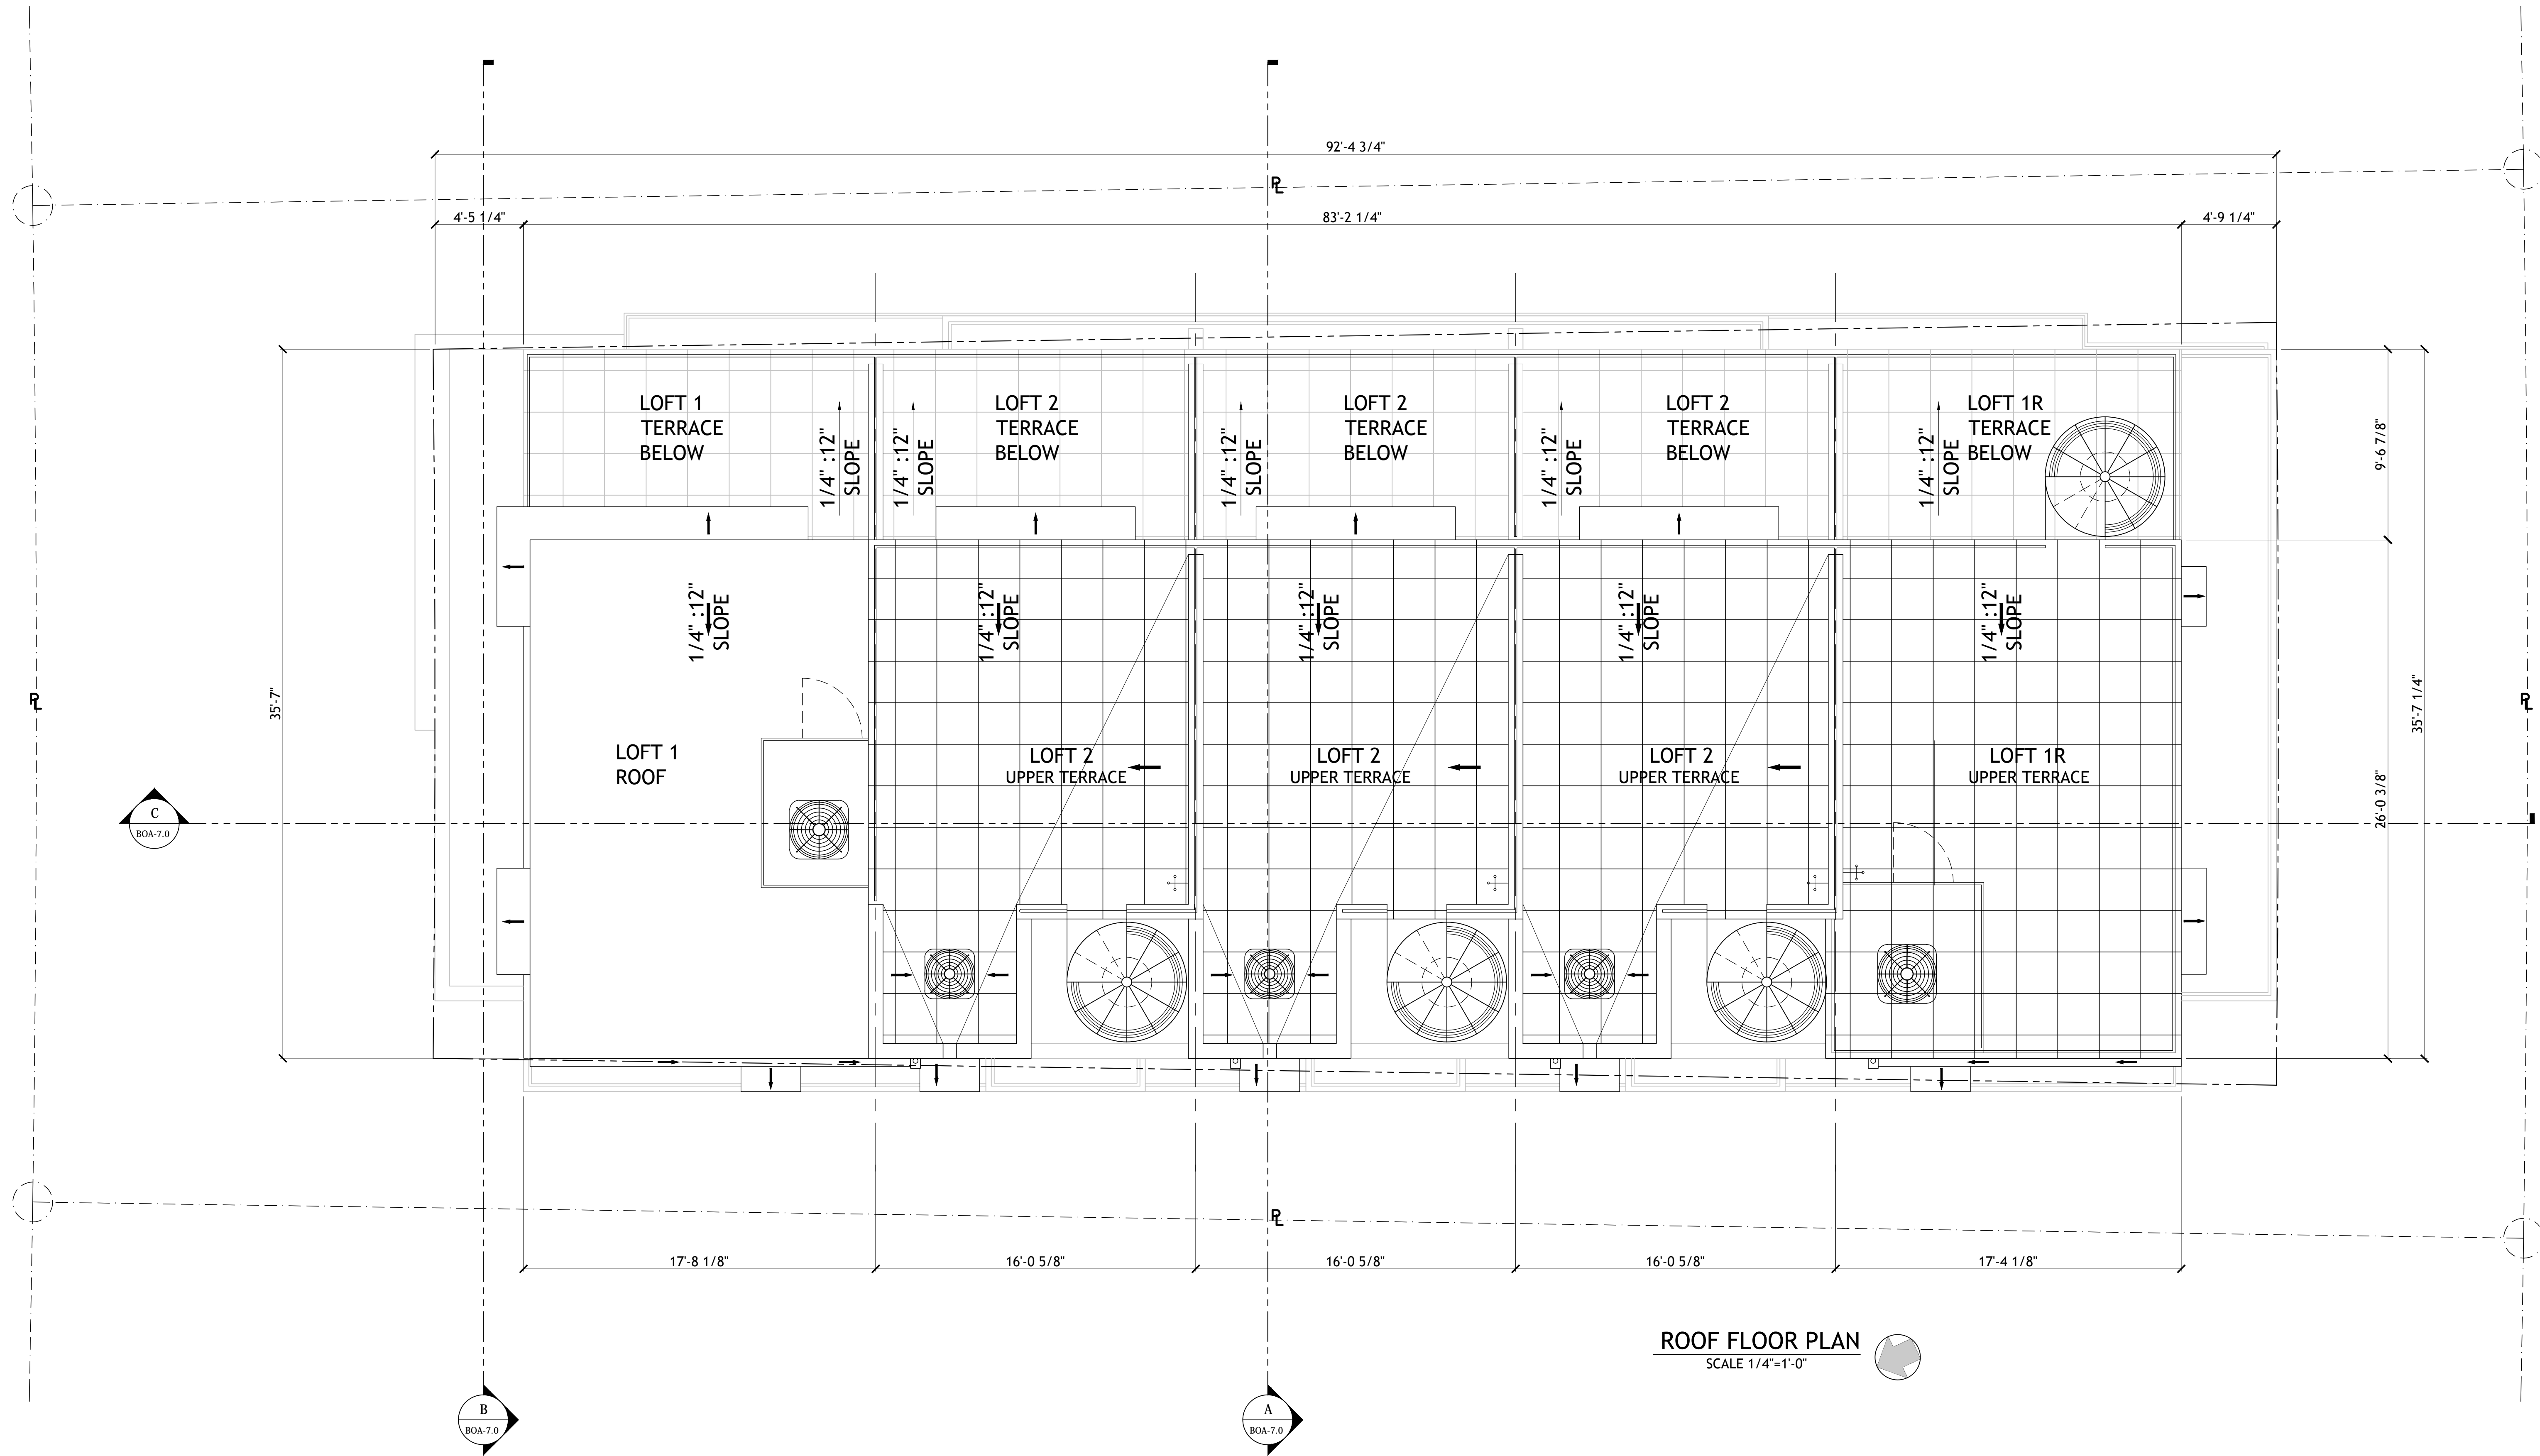 92'-4 3/4"
PL
4'-5 1/4"
83'-2 1/4"
4'-9 1/4"
LOFT 1
TERRACE
BELOW
1/4" :12"
SLOPE
1/4" :12"
SLOPE
LOFT 2
TERRACE
BELOW
1/4" :12"
SLOPE
LOFT 2
TERRACE
BELOW
1/4" :12"
SLOPE
LOFT 2
TERRACE
BELOW
1/4" :12"
SLOPE
LOFT 1R
TERRACE
BELOW
9'-6 7/8"
1/4" :12"
SLOPE
1/4" :12"
SLOPE
1/4" :12"
SLOPE
1/4" :12"
SLOPE
1/4" :12"
SLOPE
PL
35'-7"
35'-7 1/4"
PL
LOFT 1
ROOF
LOFT 2
UPPER TERRACE
LOFT 2
UPPER TERRACE
LOFT 2
UPPER TERRACE
LOFT 1R
UPPER TERRACE
26'-0 3/8"
C
BOA-7.0
PL
17'-8 1/8"
16'-0 5/8"
16'-0 5/8"
16'-0 5/8"
17'-4 1/8"
ROOF FLOOR PLAN
SCALE 1/4"=1'-0"
B
BOA-7.0
A
BOA-7.0